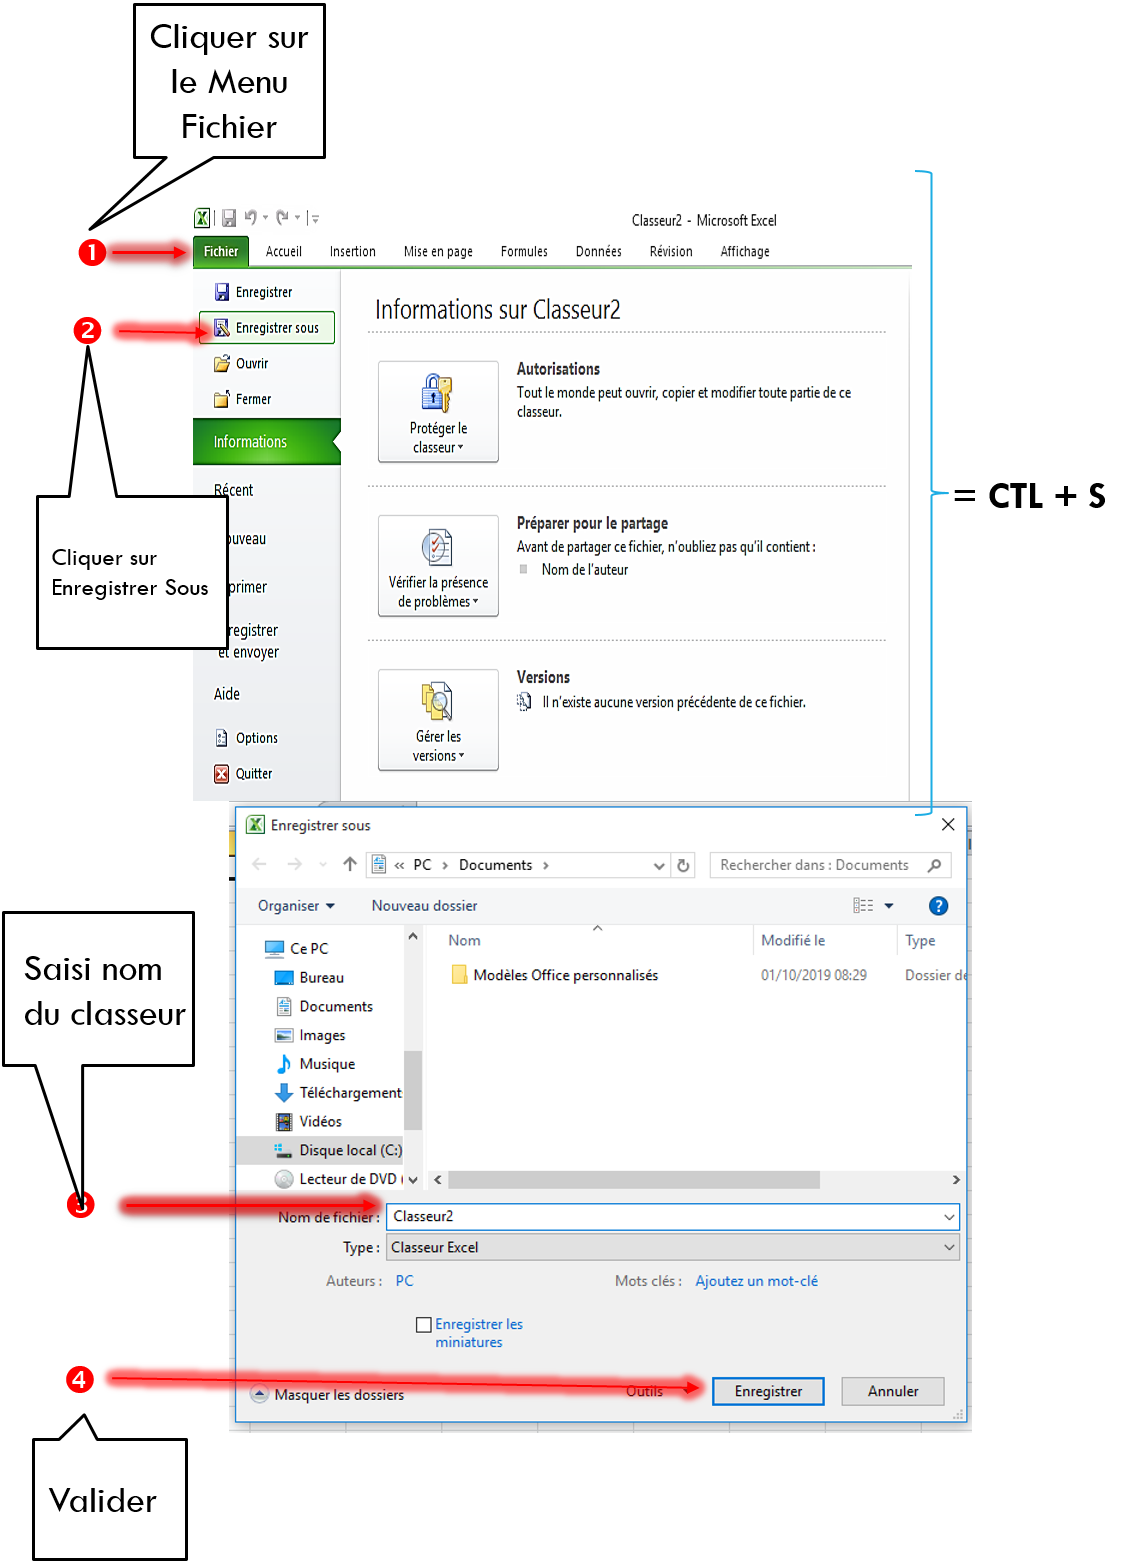 Cliquer sur
le Menu
Fichier
Classeur2 - Microsoft Excel
1
Fichier
Accueil
Insertion
Mise en page
Formules
Données
Révision
Affichage
Enregistrer
2
Enregistrer sous
Ouvrir
Fermer
Informations
Récent
Aide
Options
Quitter
Cliquer sur
Enregistrer Sous
et envoyer
Informations sur Classeur2
Protéger le
classeur
Autorisations
Tout le monde peut ouvrir, copier et modifier toute partie de ce
classeur.
Vérifier la présence
de problèmes
Préparer pour le partage
Avant de partager ce fichier, n'oubliez pas qu'il contient :
Nom de l'auteur
Gérer les
versions
Versions
Il n'existe aucune version précédente de ce fichier.
= CTL + S
Enregistrer sous
« PC > Documents >
Rechercher dans : Documents
Organiser
Nouveau dossier
?
Ce PC
Bureau
Documents
Images
Musique
Téléchargement
Vidéos
Disque local (C:)
Lecteur de DVD (
Nom
Modifié le
Type
Modèles Office personnalisés
01/10/2019 08:29
Dossier de
Saisi nom
du classeur
3
Nom de fichier :
Classeur2
Type :
Classeur Excel
Auteurs :
PC
Mots clés :
Ajoutez un mot-clé
Enregistrer les
miniatures
4
Masquer les dossiers
Outils
Enregistrer
Annuler
Valider